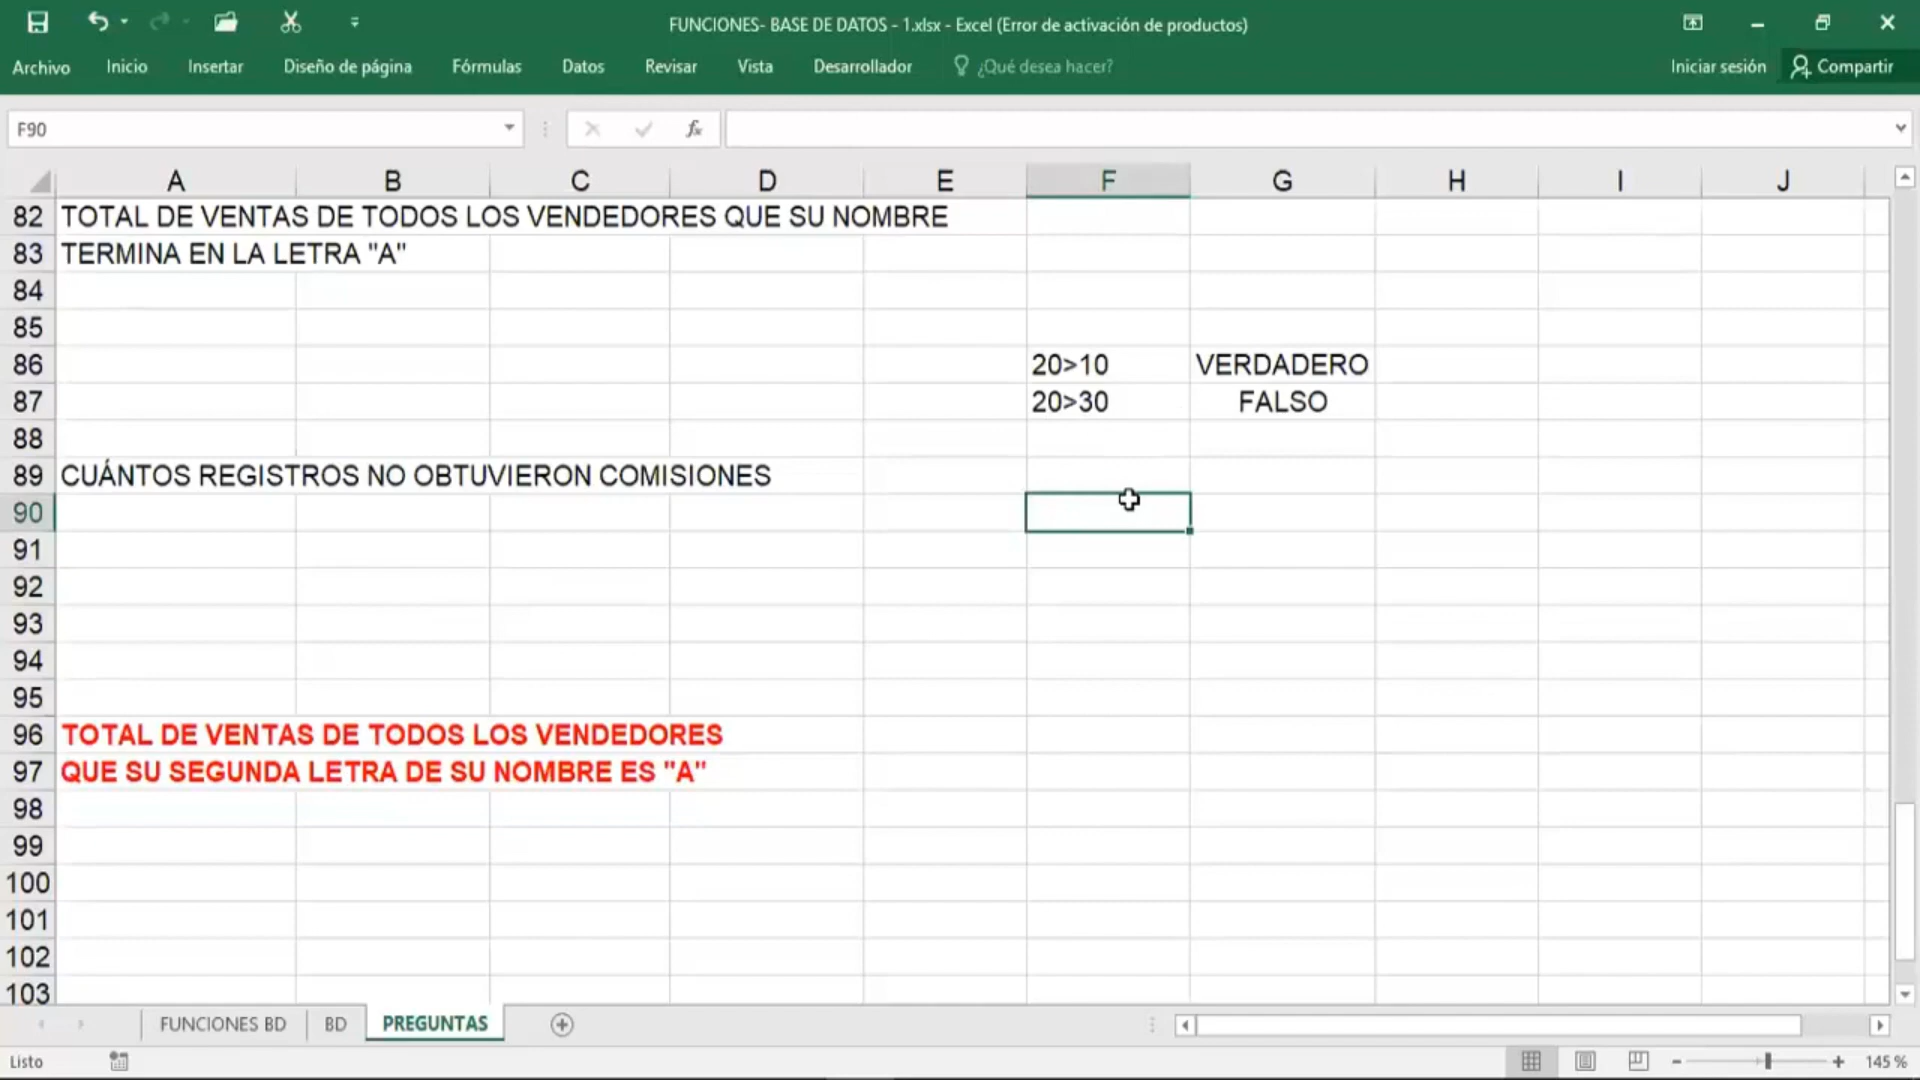 FUNCIONES- BASE DE DATOS - 1.xlsx - Excel (Error de activación de productos)
Archivo Inicio Insertar Diseño de página Fórmulas Datos Revisar Vista Desarrollador ¿Qué desea hacer? Iniciar sesión Compartir
F90 fx
A B C D E F G H I J
82 TOTAL DE VENTAS DE TODOS LOS VENDEDORES QUE SU NOMBRE
83 TERMINA EN LA LETRA "A"
84
85
86 20>10 VERDADERO
87 20>30 FALSO
88
89 CUÁNTOS REGISTROS NO OBTUVIERON COMISIONES
90
91
92
93
94
95
96 TOTAL DE VENTAS DE TODOS LOS VENDEDORES
97 QUE SU SEGUNDA LETRA DE SU NOMBRE ES "A"
98
99
100
101
102
103
FUNCIONES BD BD PREGUNTAS
Listo 145 %